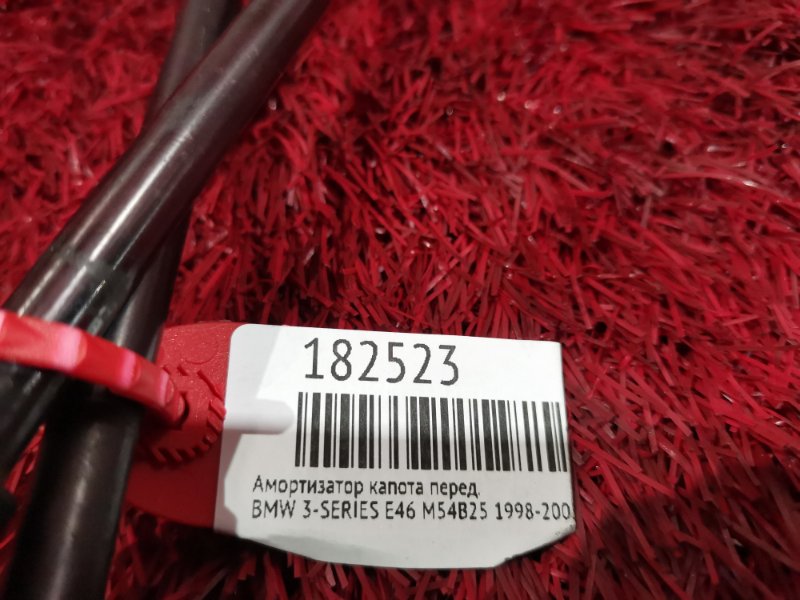 182523
Амортизатор капота перед.
BMW 3-SERIES E46 M54B25 1998-200